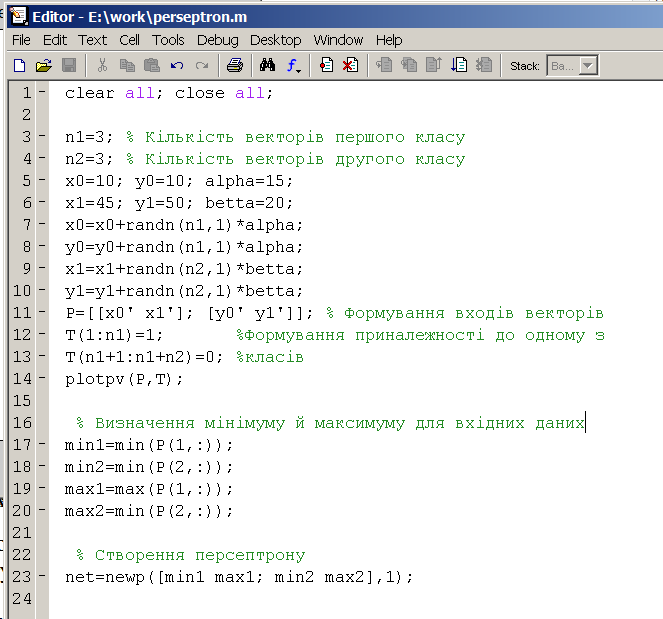 Editor - E:\work\perseptron.m
File Edit Text Cell Tools Debug Desktop Window Help
Stack: Ba...
1 - clear all; close all;
2
3 - n1=3; % Кількість векторів першого класу
4 - n2=3; % Кількість векторів другого класу
5 - x0=10; y0=10; alpha=15;
6 - x1=45; y1=50; betta=20;
7 - x0=x0+randn(n1,1)*alpha;
8 - y0=y0+randn(n1,1)*alpha;
9 - x1=x1+randn(n2,1)*betta;
10 - y1=y1+randn(n2,1)*betta;
11 - P=[[x0' x1']; [y0' y1']]; % Формування входів векторів
12 - T(1:n1)=1; %Формування приналежності до одному з
13 - T(n1+1:n1+n2)=0; %класів
14 - plotpv(P,T);
15
16 % Визначення мінімуму й максимуму для вхідних даних
17 - min1=min(P(1,:));
18 - min2=min(P(2,:));
19 - max1=max(P(1,:));
20 - max2=min(P(2,:));
21
22 % Створення персептрону
23 - net=newp([min1 max1; min2 max2],1);
24